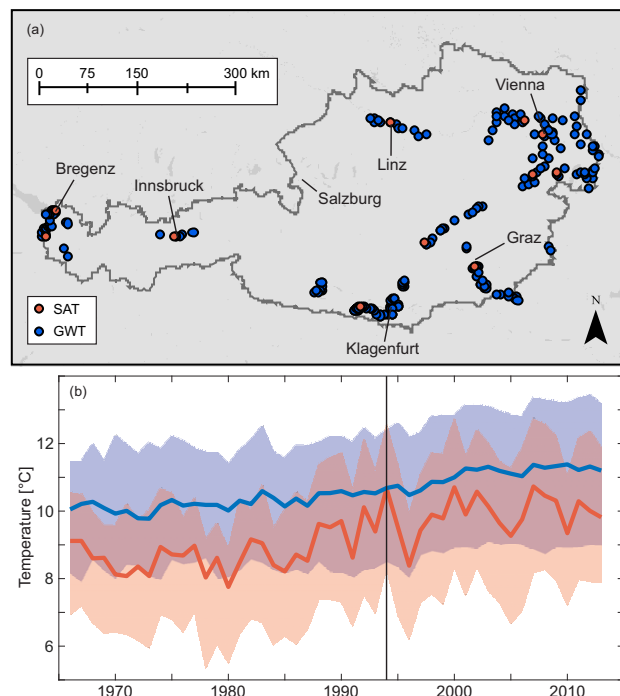 (a)
0 75 150 300 km
Vienna
Linz
Bregenz
Innsbruck
Salzburg
Graz
SAT
GWT
N
Klagenfurt
(b)
12
10
8
6
Temperature [°C]
1970 1980 1990 2000 2010